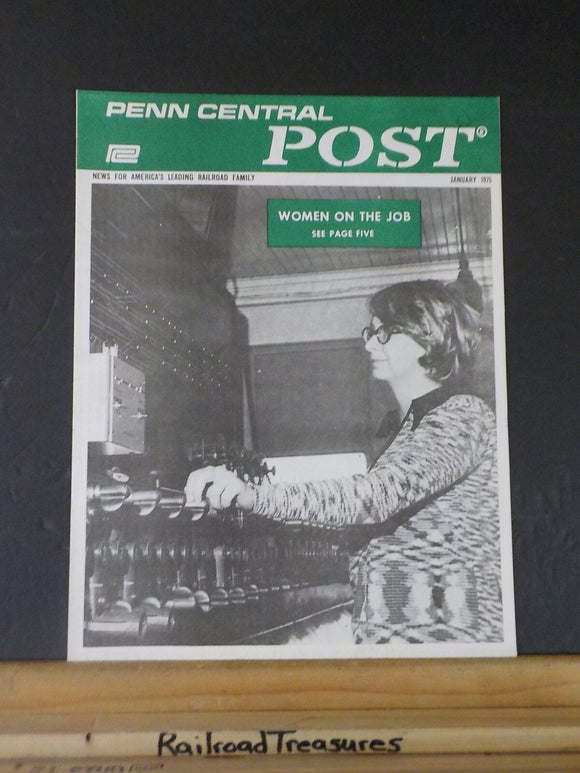 PENN CENTRAL
POST®
NEWS FOR AMERICA'S LEADING RAILROAD FAMILY
JANUARY 1975
WOMEN ON THE JOB
SEE PAGE FIVE
RailroadTreasures